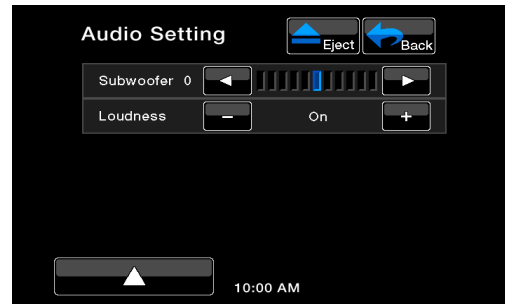 Audio Setting Eject Back
Subwoofer 0
Loudness − On +
10:00 AM